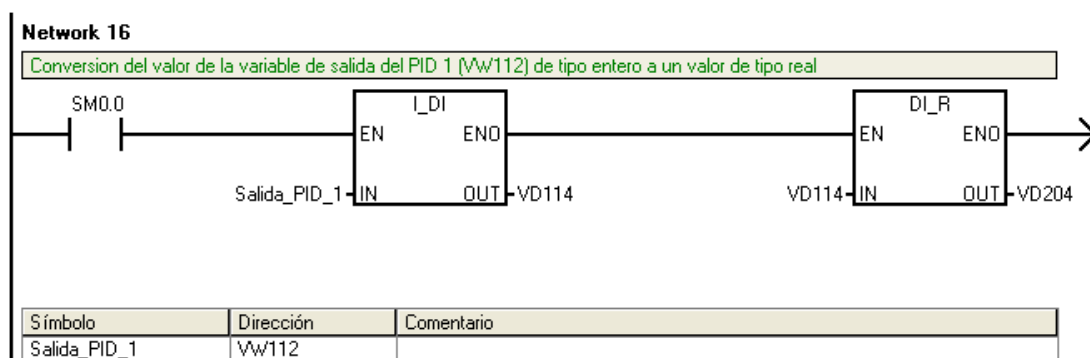 Network 16
Conversion del valor de la variable de salida del PID 1 (VW112) de tipo entero a un valor de tipo real
SM0.0
I_DI
DI_R
EN
ENO
EN
ENO
Salida_PID_1
IN
OUT
VD114
VD114
IN
OUT
VD204
Símbolo
Dirección
Comentario
Salida_PID_1
VW112